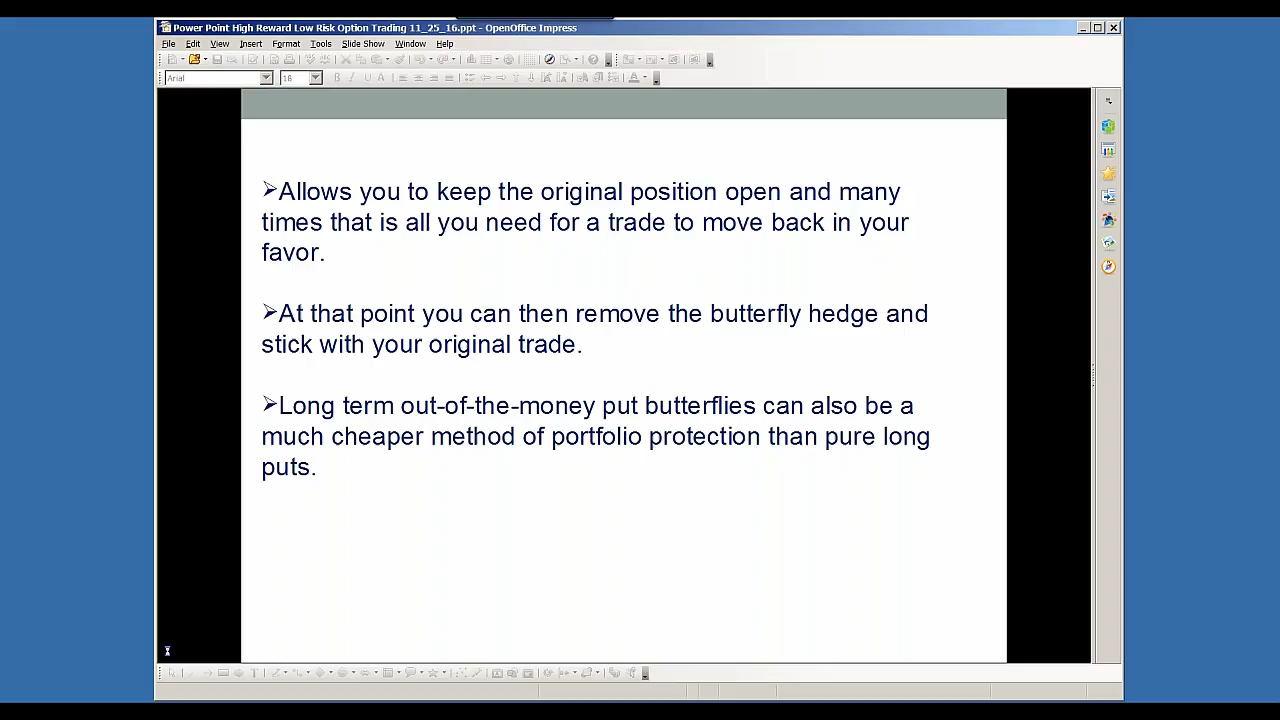 Power Point High Reward Low Risk Option Trading 11_25_16.ppt - OpenOffice Impress
File Edit View Insert Format Tools Slide Show Window Help
Arial 18
➢Allows you to keep the original position open and many
times that is all you need for a trade to move back in your
favor.
➢At that point you can then remove the butterfly hedge and
stick with your original trade.
➢Long term out-of-the-money put butterflies can also be a
much cheaper method of portfolio protection than pure long
puts.